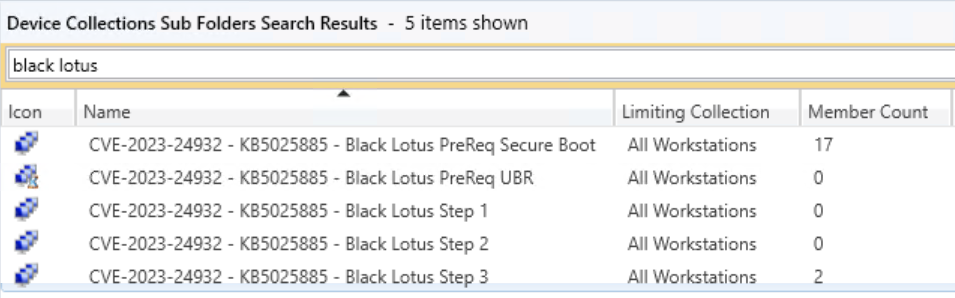 Device Collections Sub Folders Search Results - 5 items shown
black lotus
Icon Name Limiting Collection Member Count
CVE-2023-24932 - KB5025885 - Black Lotus PreReq Secure Boot All Workstations 17
CVE-2023-24932 - KB5025885 - Black Lotus PreReq UBR All Workstations 0
CVE-2023-24932 - KB5025885 - Black Lotus Step 1 All Workstations 0
CVE-2023-24932 - KB5025885 - Black Lotus Step 2 All Workstations 0
CVE-2023-24932 - KB5025885 - Black Lotus Step 3 All Workstations 2